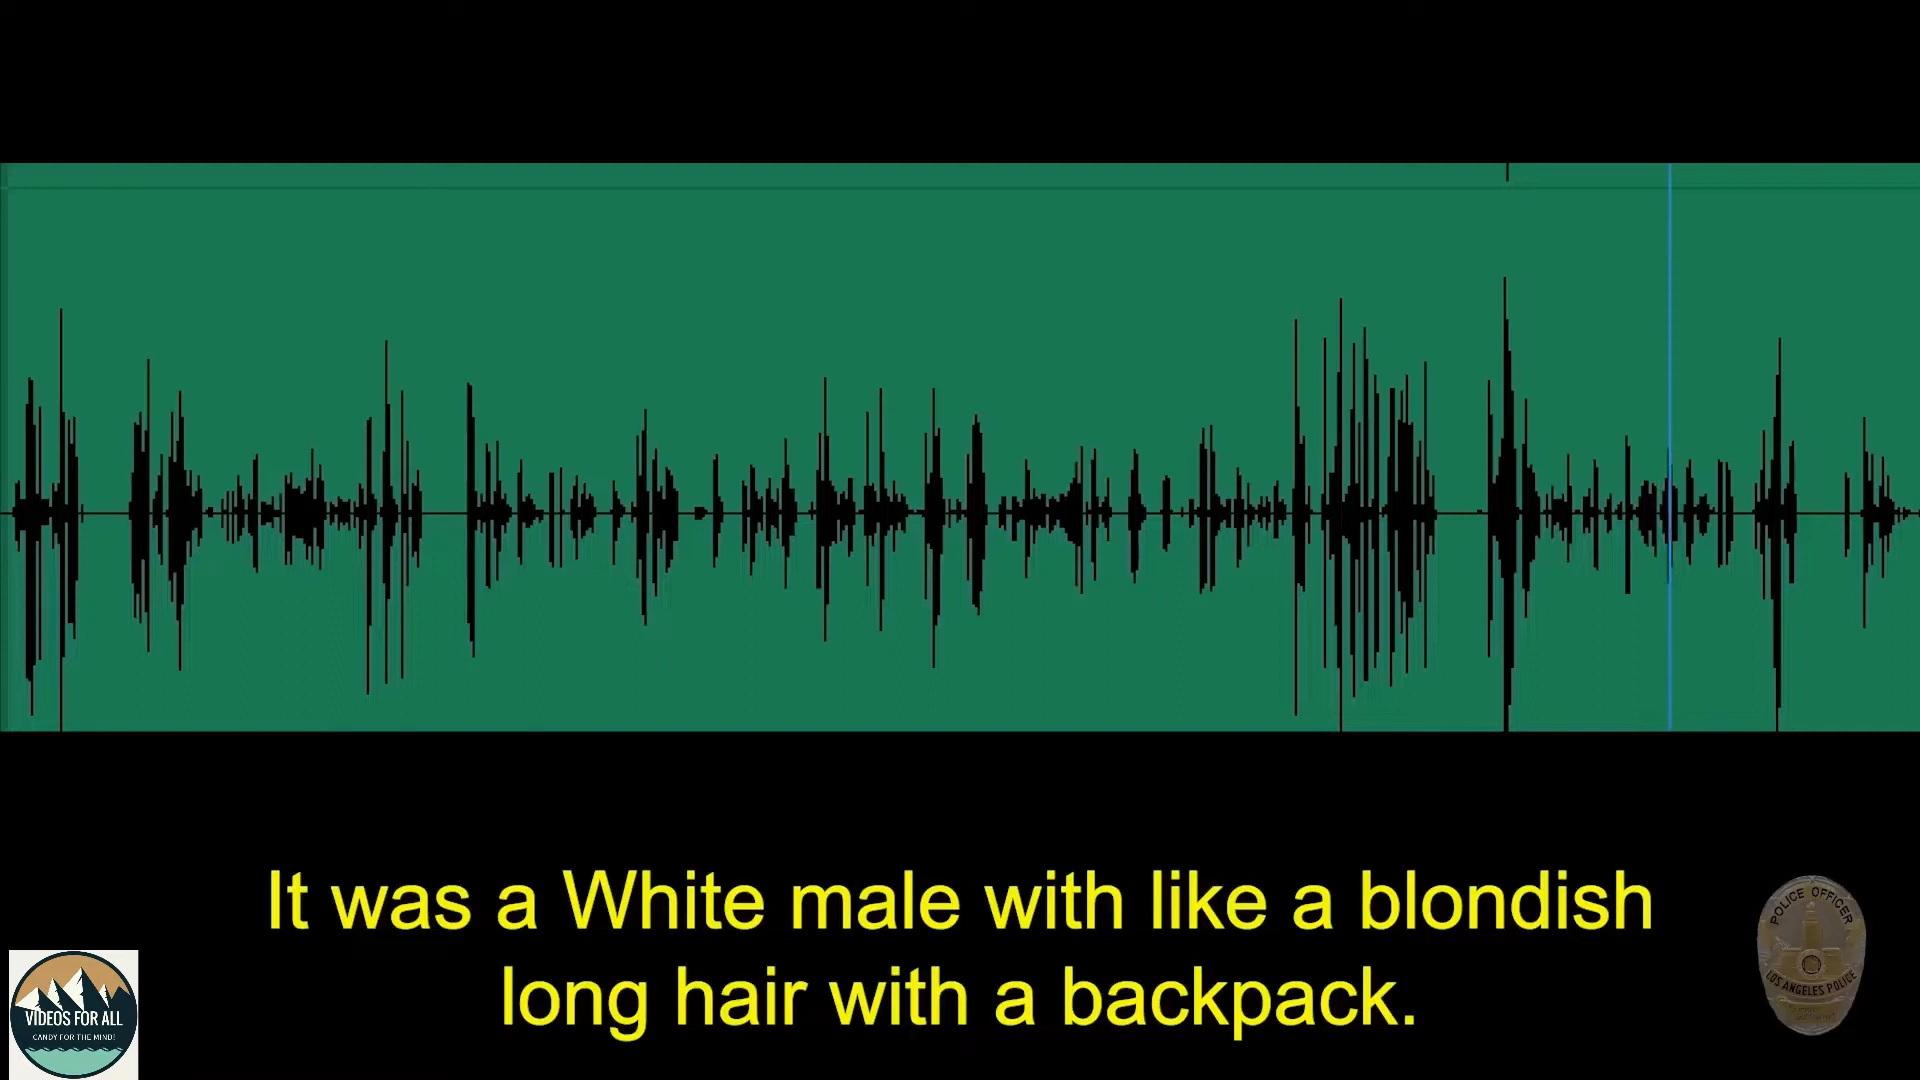 It was a White male with like a blondish
long hair with a backpack.
VIDEOS FOR ALL
CANDY FOR THE MIND!
POLICE OFFICER
LOS ANGELES POLICE